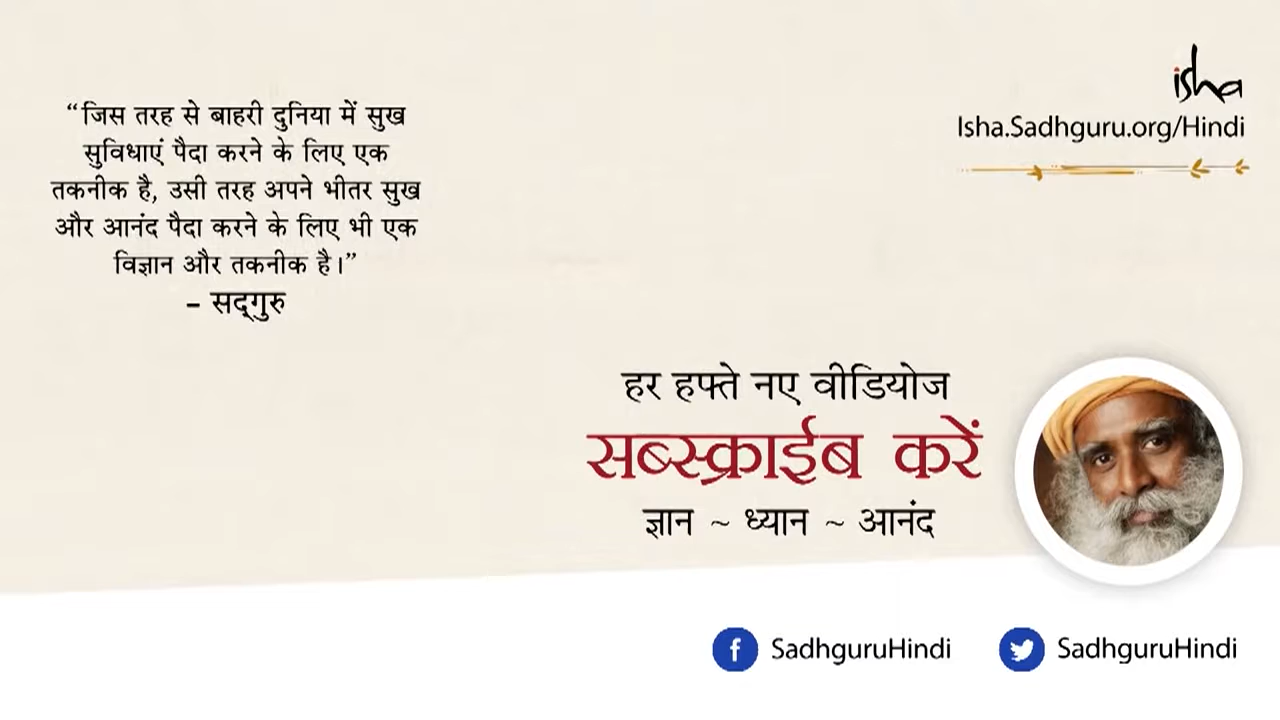 “जिस तरह से बाहरी दुनिया में सुख
सुविधाएं पैदा करने के लिए एक
तकनीक है, उसी तरह अपने भीतर सुख
और आनंद पैदा करने के लिए भी एक
विज्ञान और तकनीक है।”
– सद्‌गुरु
isha
Isha.Sadhguru.org/Hindi
हर हफ्ते नए वीडियोज
सब्स्क्राईब करें
ज्ञान ~ ध्यान ~ आनंद
SadhguruHindi
SadhguruHindi